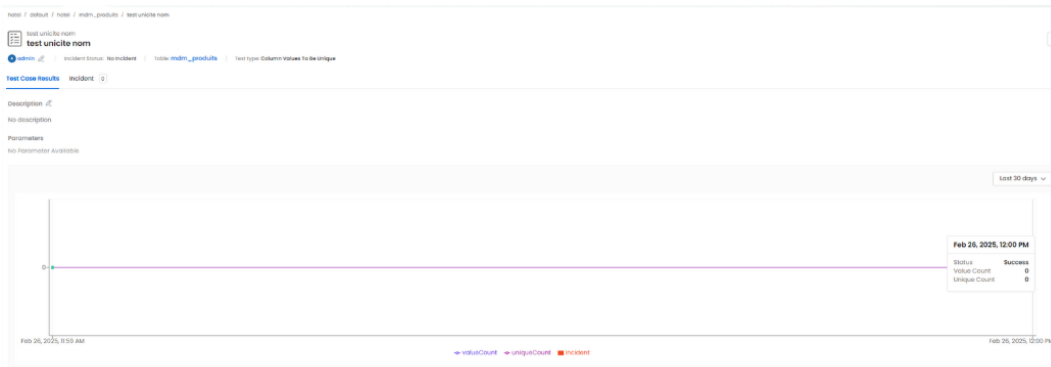 hotel / default / hotel / mdm_produits / test unicite nom
test unicite nom
test unicite nom
admin | Incident Status: No Incident | Table: mdm_produits | Test type: Column Values To Be Unique
Test Case Results Incident 0
Description
No description
Parameters
No Parameter Available
Last 30 days
Feb 26, 2025, 12:00 PM
Status Success
Value Count 0
Unique Count 0
0
Feb 26, 2025, 11:59 AM Feb 26, 2025, 12:00 PM
valueCount uniqueCount Incident